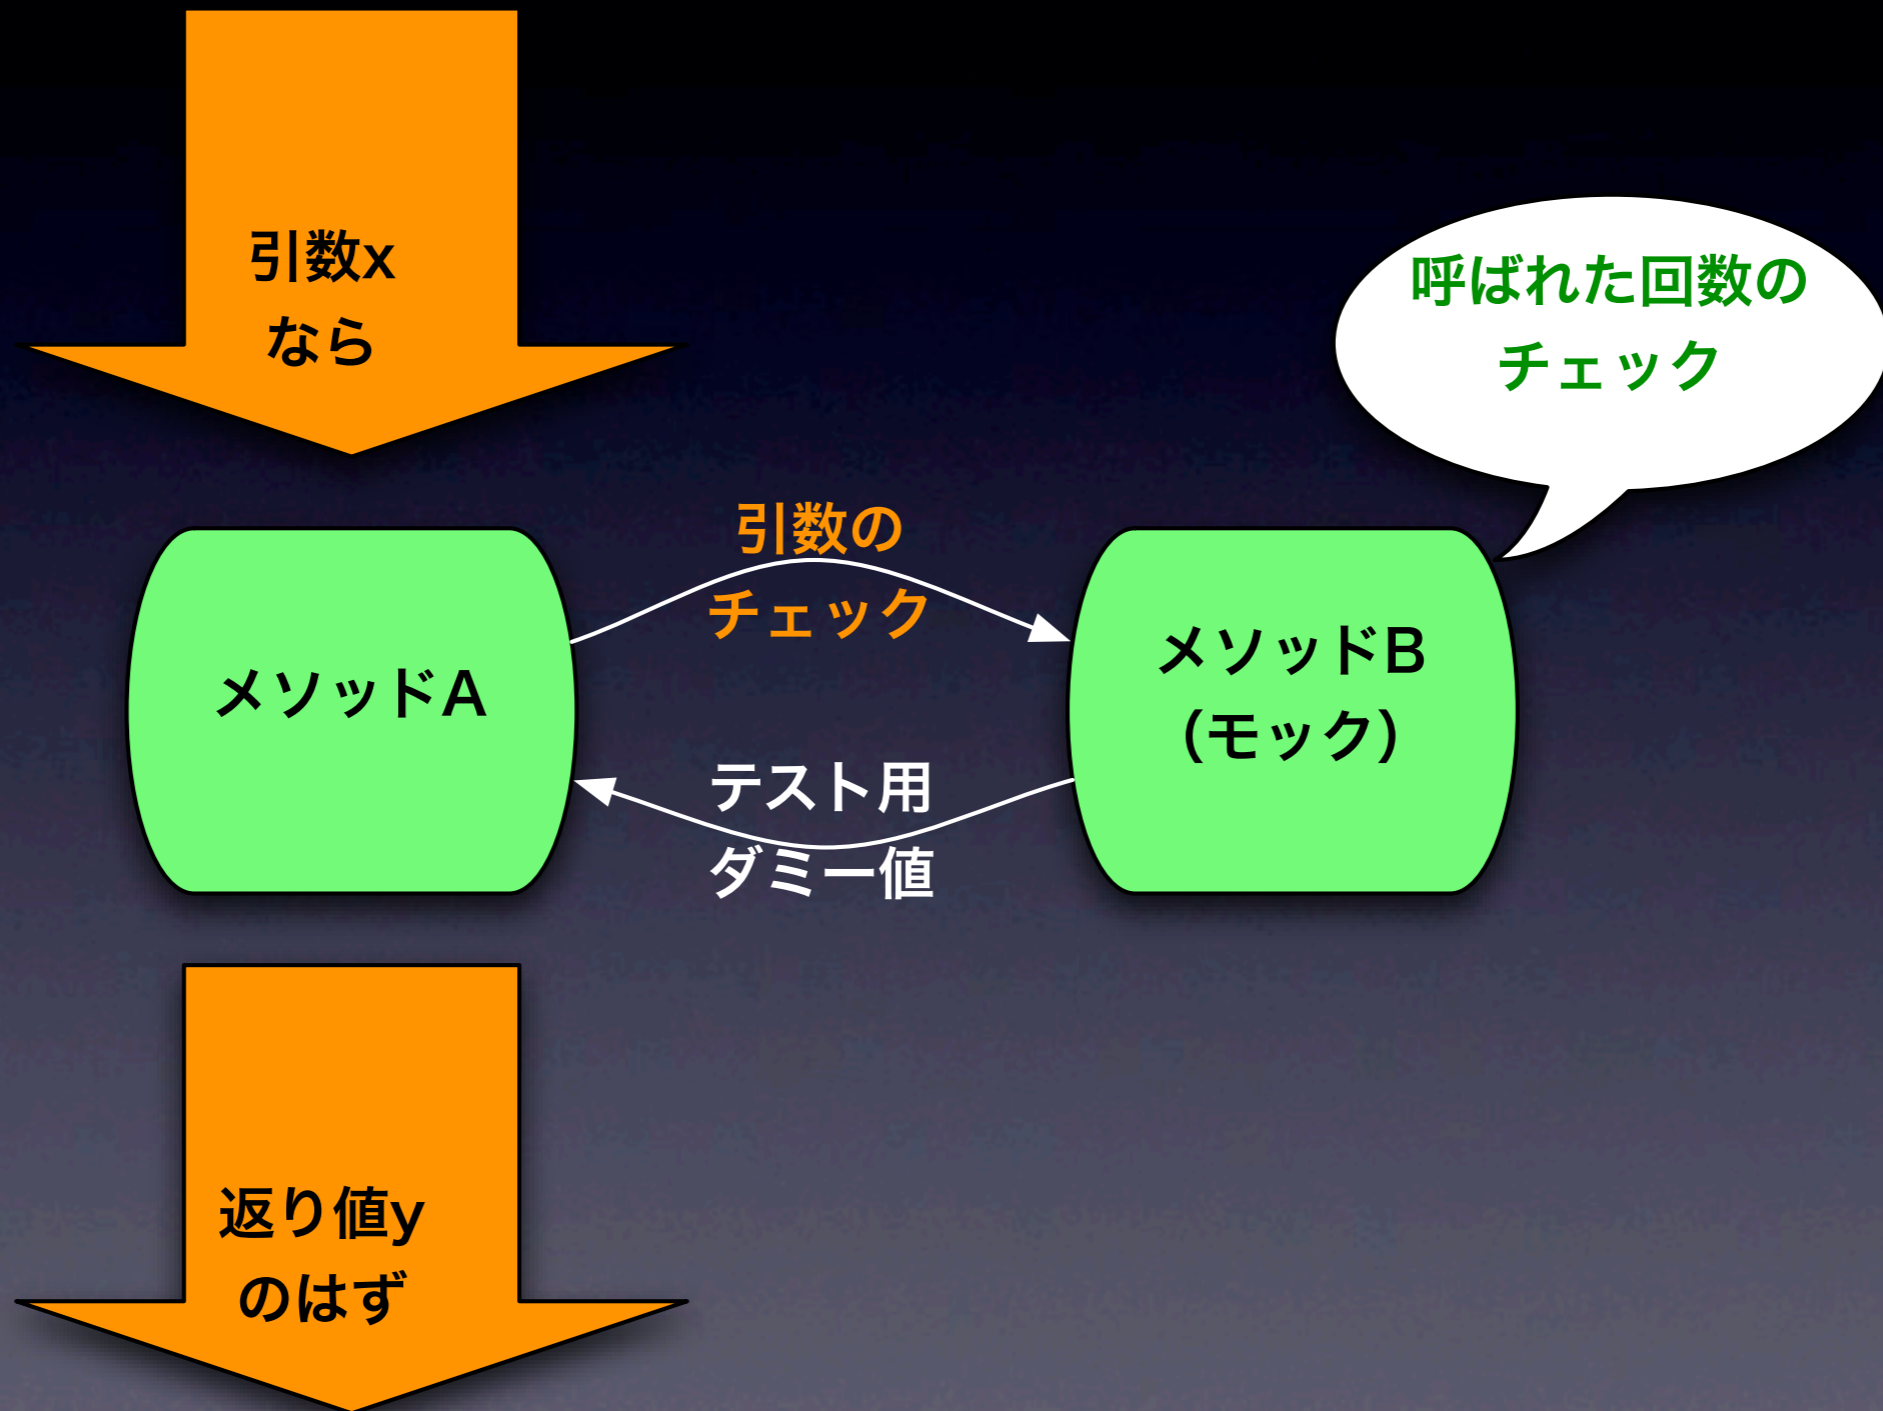 引数x
なら
呼ばれた回数の
チェック
引数の
チェック
メソッドA
メソッドB
(モック)
テスト用
ダミー値
返り値y
のはず